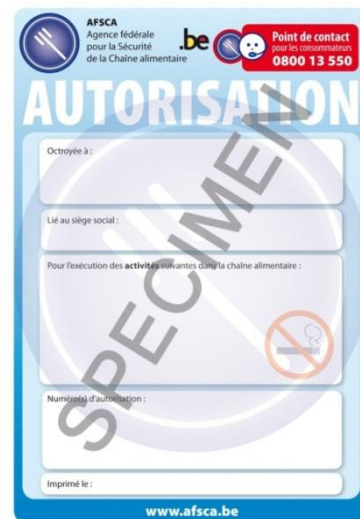 AFSCA
Agence fédérale
pour la Sécurité
de la Chaîne alimentaire
.be
Point de contact
pour les consommateurs
0800 13 550
AUTORISATION
Octroyée à :
Lié au siège social :
Pour l'exécution des activités suivantes dans la chaîne alimentaire :
Numéro(s) d'autorisation :
Imprimé le :
SPECIMEN
www.afsca.be